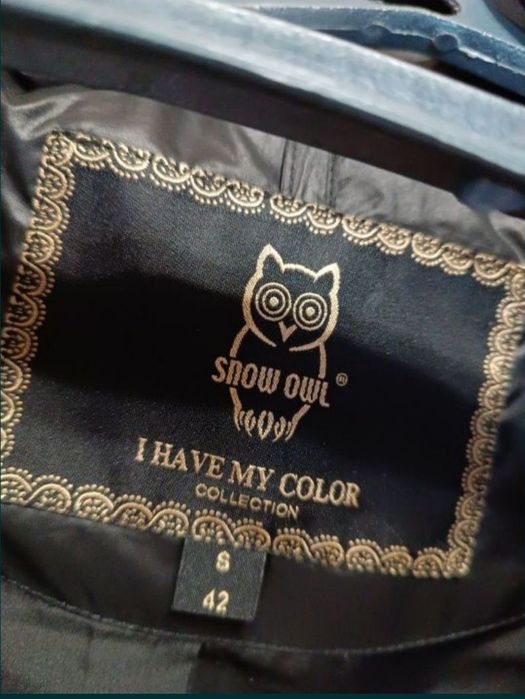 SNOW OWL ®
I HAVE MY COLOR
COLLECTION
S
42